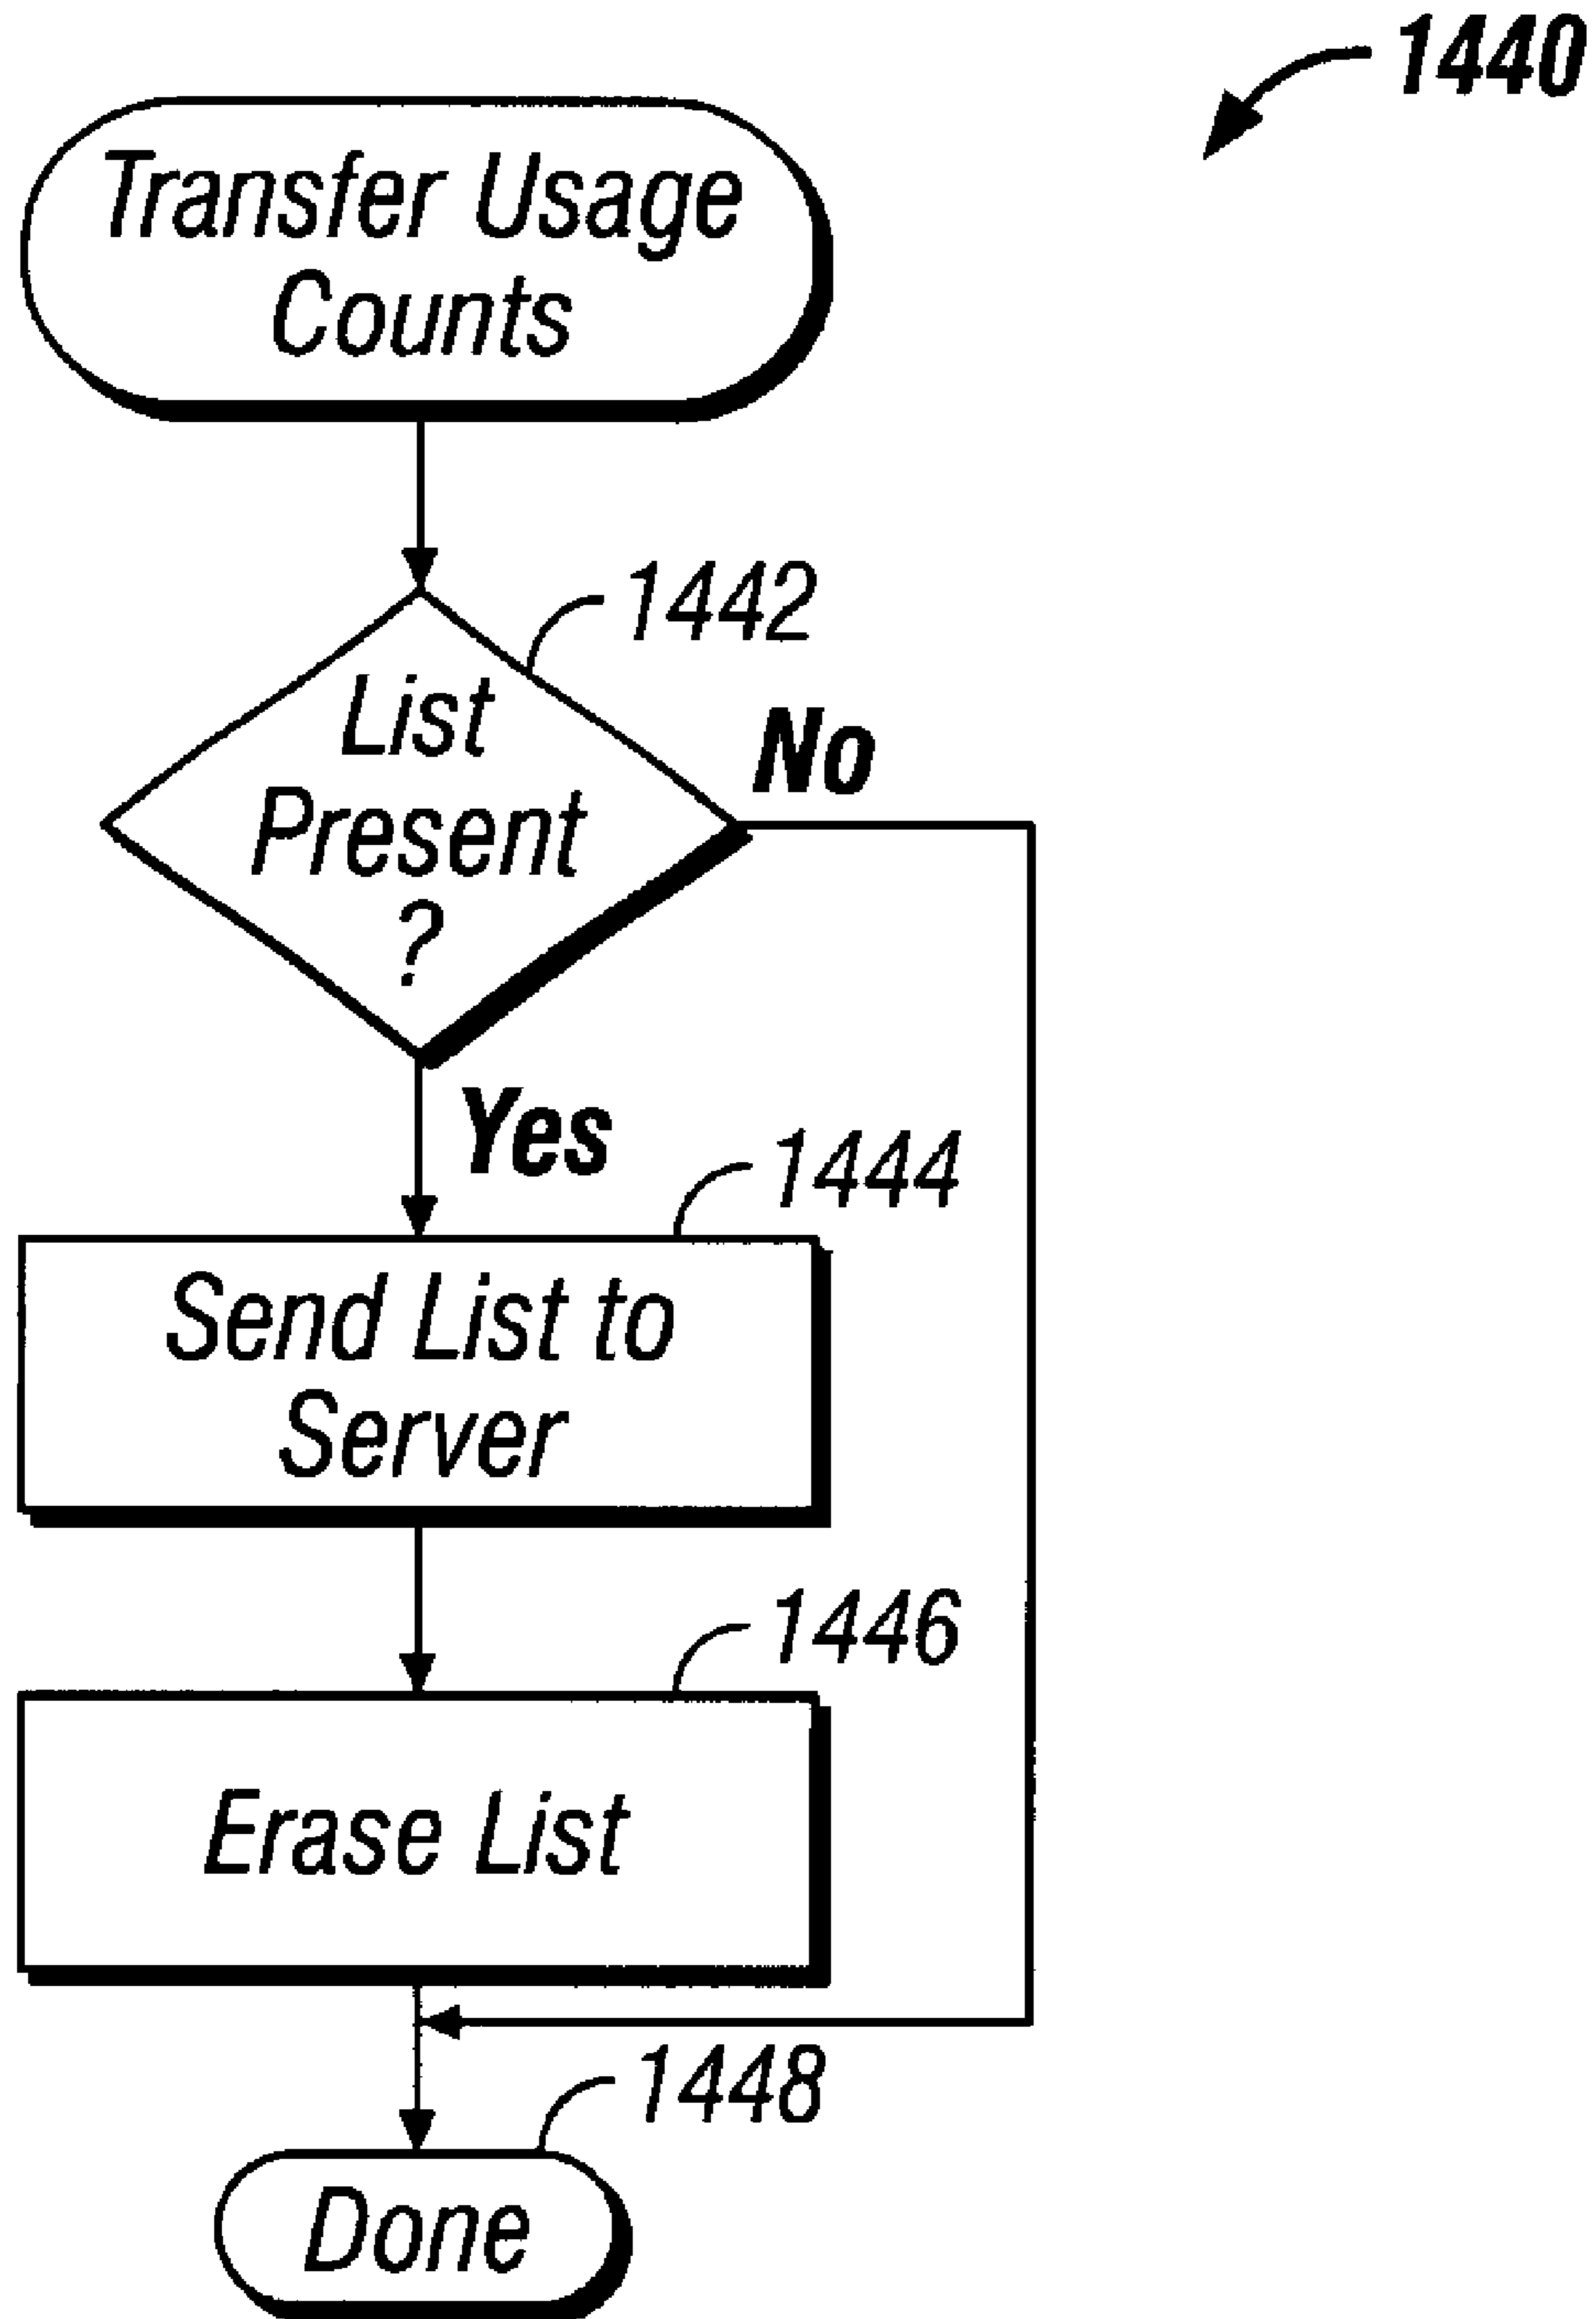 1440
Transfer Usage
Counts
1442
List
Present
?
No
Yes
1444
Send List to
Server
1446
Erase List
1448
Done